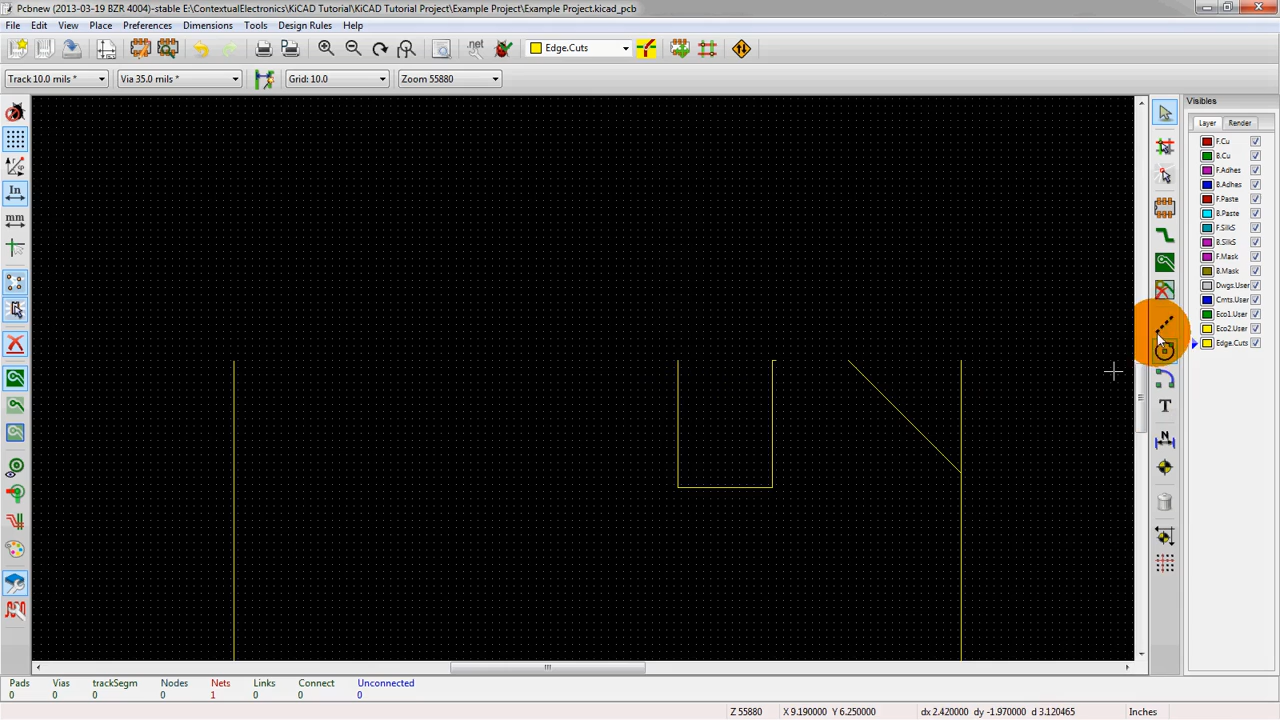 Pcbnew (2013-03-19 BZR 4004)-stable E:\ContextualElectronics\KiCAD Tutorial\KiCAD Tutorial Project\Example Project\Example Project.kicad_pcb
File Edit View Place Preferences Dimensions Tools Design Rules Help
.net Edge.Cuts
Track 10.0 mils * Via 35.0 mils * Grid: 10.0 Zoom 55880
In
mm
T
N
Visibles
Layer Render
F.Cu
B.Cu
F.Adhes
B.Adhes
F.Paste
B.Paste
F.SilkS
B.SilkS
F.Mask
B.Mask
Dwgs.User
Cmts.User
Eco1.User
Eco2.User
Edge.Cuts
Pads Vias trackSegm Nodes Nets Links Connect Unconnected
0 0 0 0 1 0 0 0
Z 55880 X 9.190000 Y 6.250000 dx 2.420000 dy -1.970000 d 3.120465 Inches